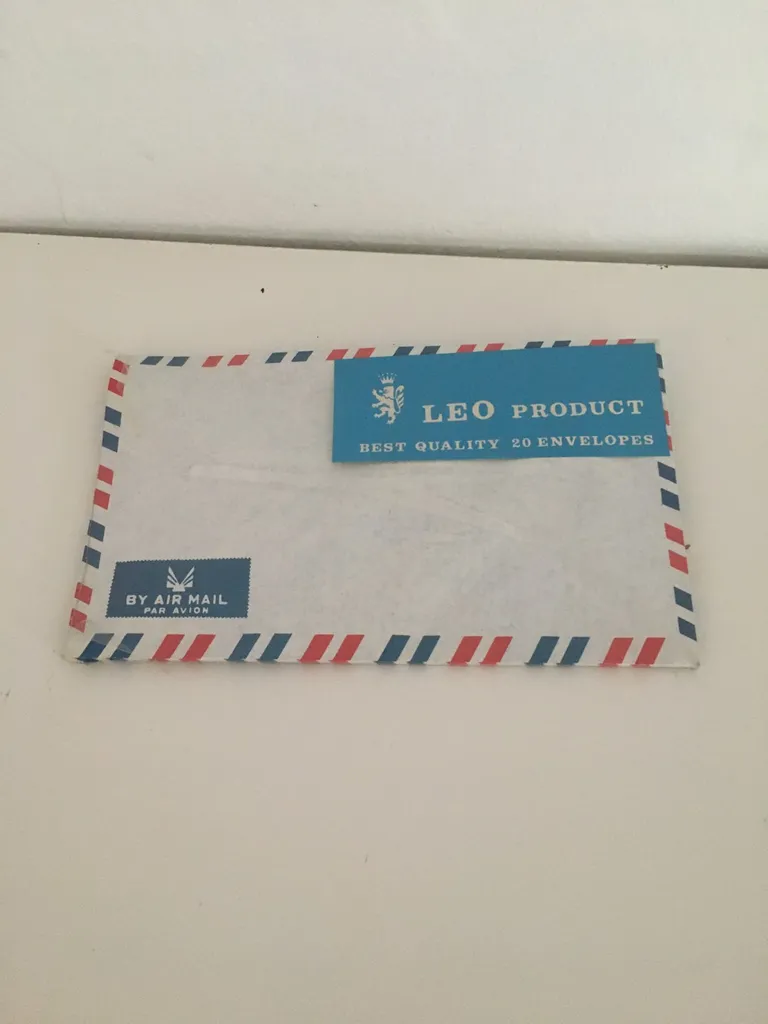 LEO PRODUCT
BEST QUALITY 20 ENVELOPES
BY AIR MAIL
PAR AVION